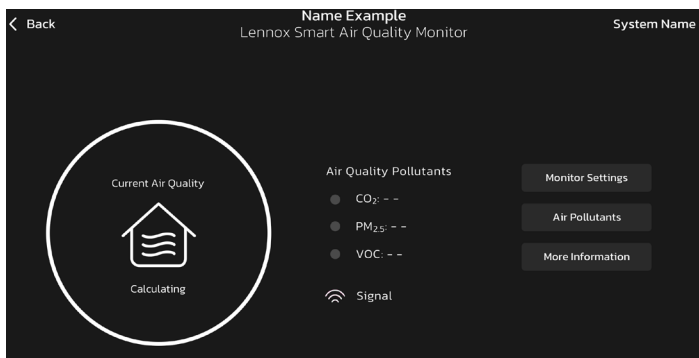 Back
Name Example
Lennox Smart Air Quality Monitor
System Name
Current Air Quality
Calculating
Air Quality Pollutants
CO₂: - -
PM₂.₅: - -
VOC: - -
Signal
Monitor Settings
Air Pollutants
More Information